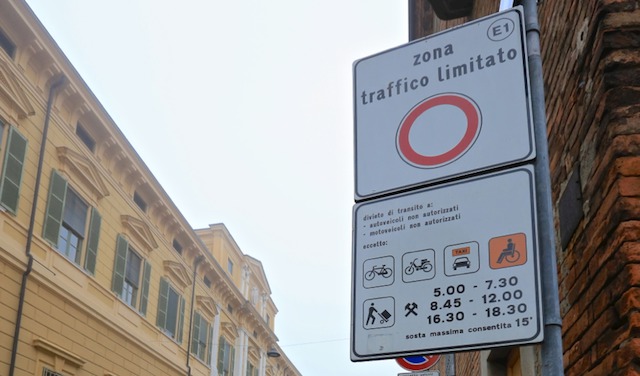 E1
zona
traffico limitato
divieto di transito a:
- autoveicoli non autorizzati
- motoveicoli non autorizzati
eccetto:
TAXI
5.00 - 7.30
8.45 - 12.00
16.30 - 18.30
sosta massima consentita 15'